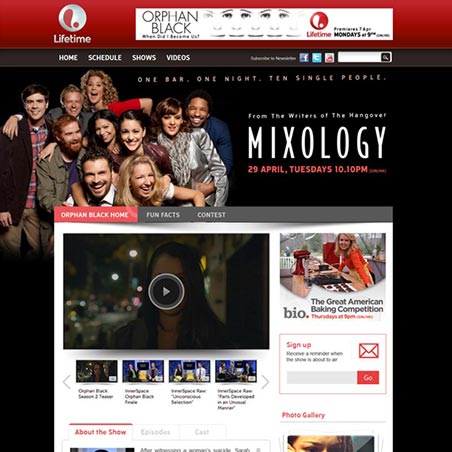 Lifetime
ORPHAN BLACK
When Did I Become Us?
Lifetime
Premieres 7 Apr
MONDAYS at 9PM (SIN/HK)
HOME SCHEDULE SHOWS VIDEOS
Subscribe to Newsletter
ONE BAR. ONE NIGHT. TEN SINGLE PEOPLE.
From The Writers of The Hangover
MIXOLOGY
29 APRIL, TUESDAYS 10.10PM
ORPHAN BLACK HOME FUN FACTS CONTEST
bio.
The Great American
Baking Competition
Thursdays at 9pm
Sign up
Receive a reminder when
the show is about to air
Go
Orphan Black Season 2 Teaser
InnerSpace Orphan Black Finale
InnerSpace Raw: "Unconscious Selection"
InnerSpace Raw: "Parts Developed in an Unusual Manner"
Photo Gallery
About the Show Episodes Cast
After witnessing a woman's suicide, Sarah